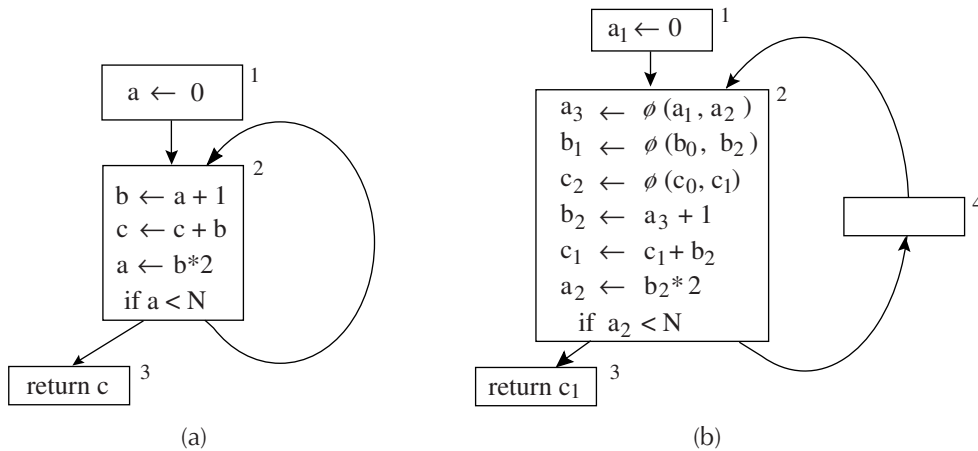 1
a ← 0
2
b ← a + 1
c ← c + b
a ← b*2
if a < N
3
return c
(a)
1
a₁ ← 0
2
a₃ ← ϕ (a₁, a₂)
b₁ ← ϕ (b₀, b₂)
c₂ ← ϕ (c₀, c₁)
b₂ ← a₃ + 1
c₁ ← c₁ + b₂
a₂ ← b₂* 2
if a₂ < N
4
3
return c₁
(b)